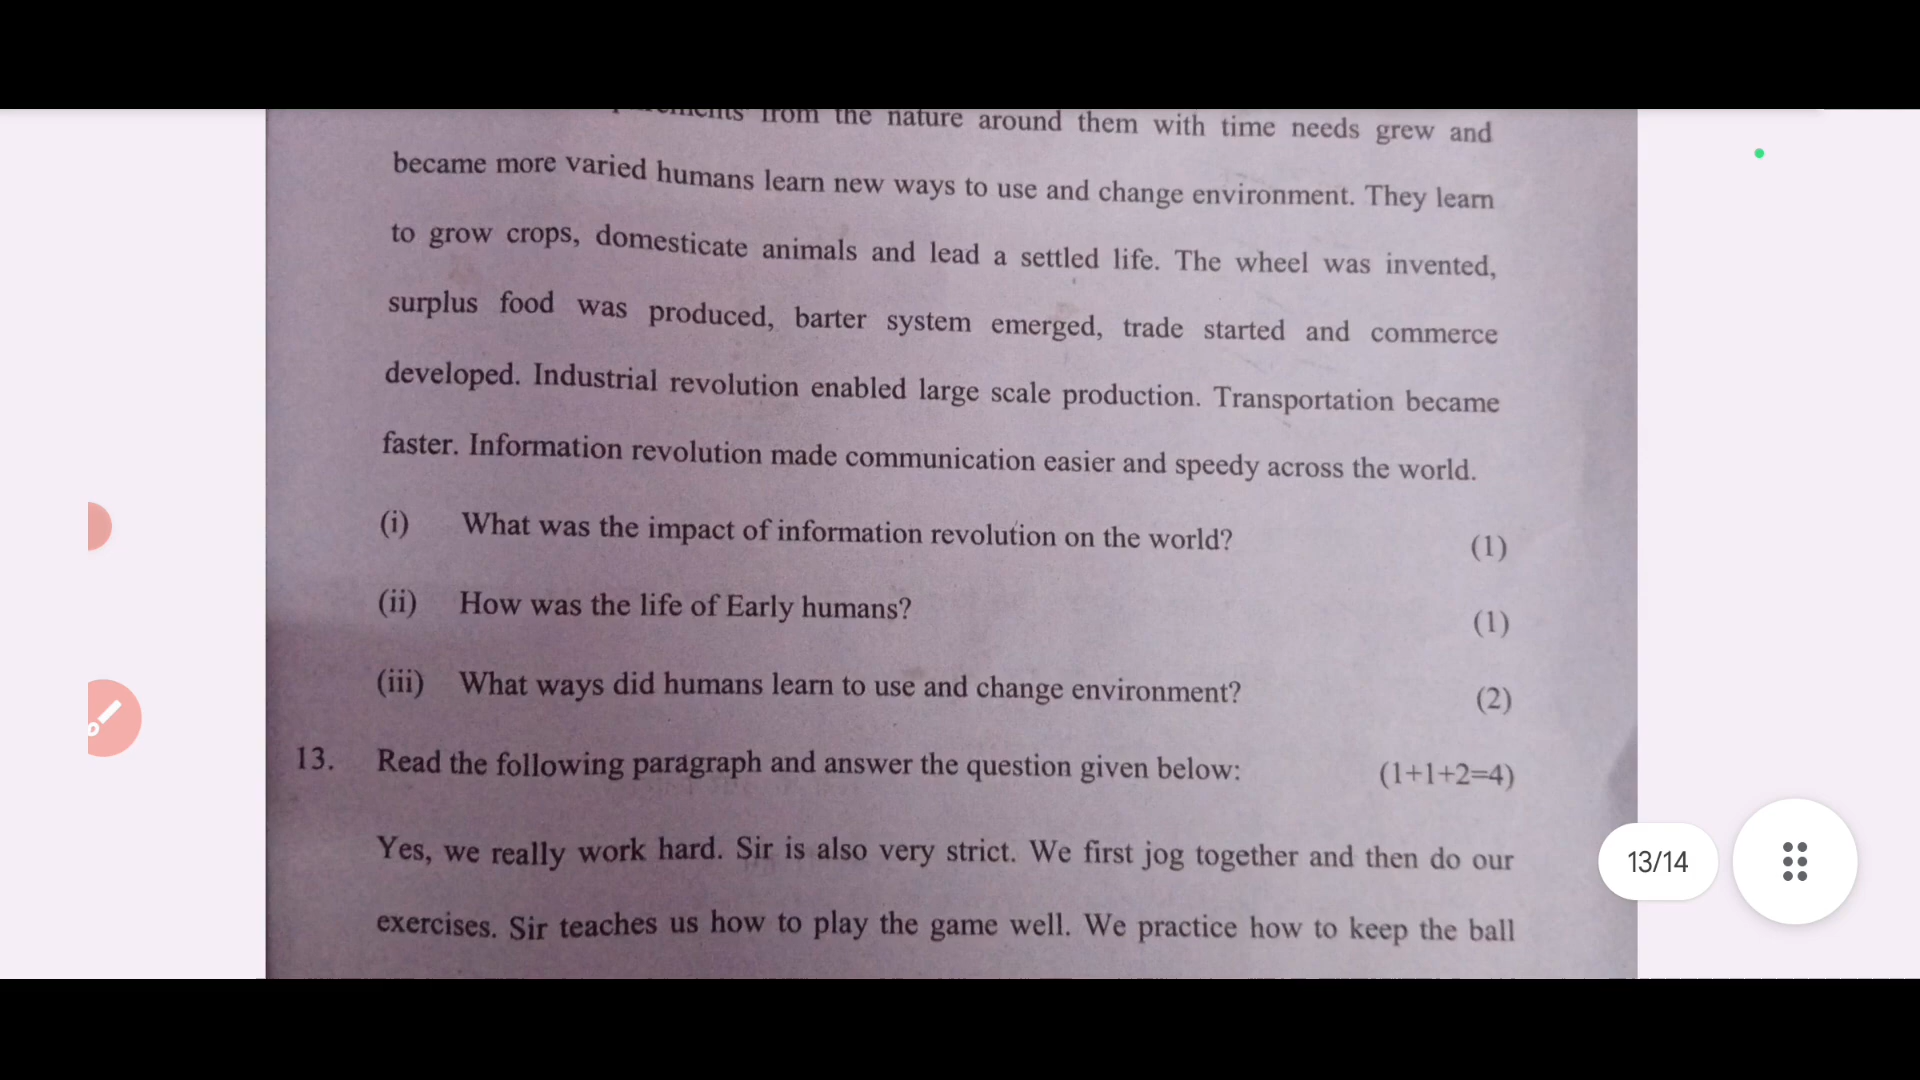 from the nature around them with time needs grew and
became more varied humans learn new ways to use and change environment. They learn
to grow crops, domesticate animals and lead a settled life. The wheel was invented,
surplus food was produced, barter system emerged, trade started and commerce
developed. Industrial revolution enabled large scale production. Transportation became
faster. Information revolution made communication easier and speedy across the world.
(i) What was the impact of information revolution on the world? (1)
(ii) How was the life of Early humans? (1)
(iii) What ways did humans learn to use and change environment? (2)
13. Read the following paragraph and answer the question given below: (1+1+2=4)
Yes, we really work hard. Sir is also very strict. We first jog together and then do our
13/14
exercises. Sir teaches us how to play the game well. We practice how to keep the ball